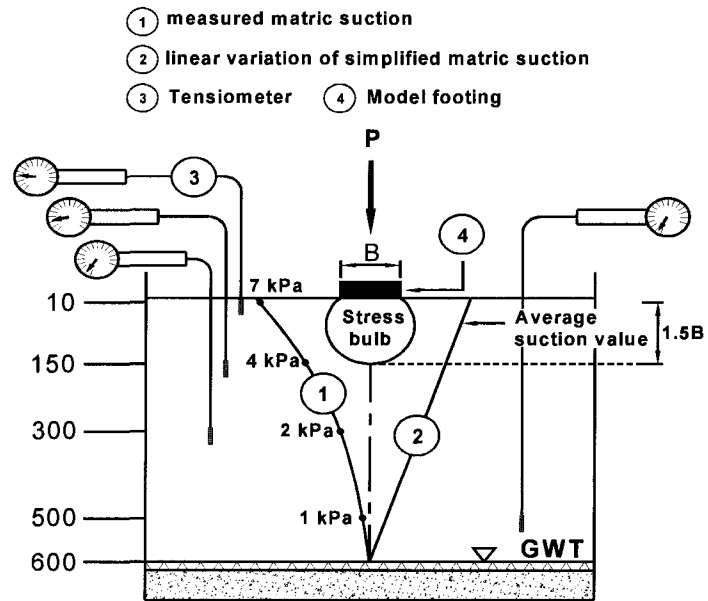 1 measured matric suction
2 linear variation of simplified matric suction
3 Tensiometer 4 Model footing
P
3
B
4
7 kPa
10
Stress
bulb
Average
suction value
1.5B
150
4 kPa
1
300
2 kPa
2
500
1 kPa
GWT
600